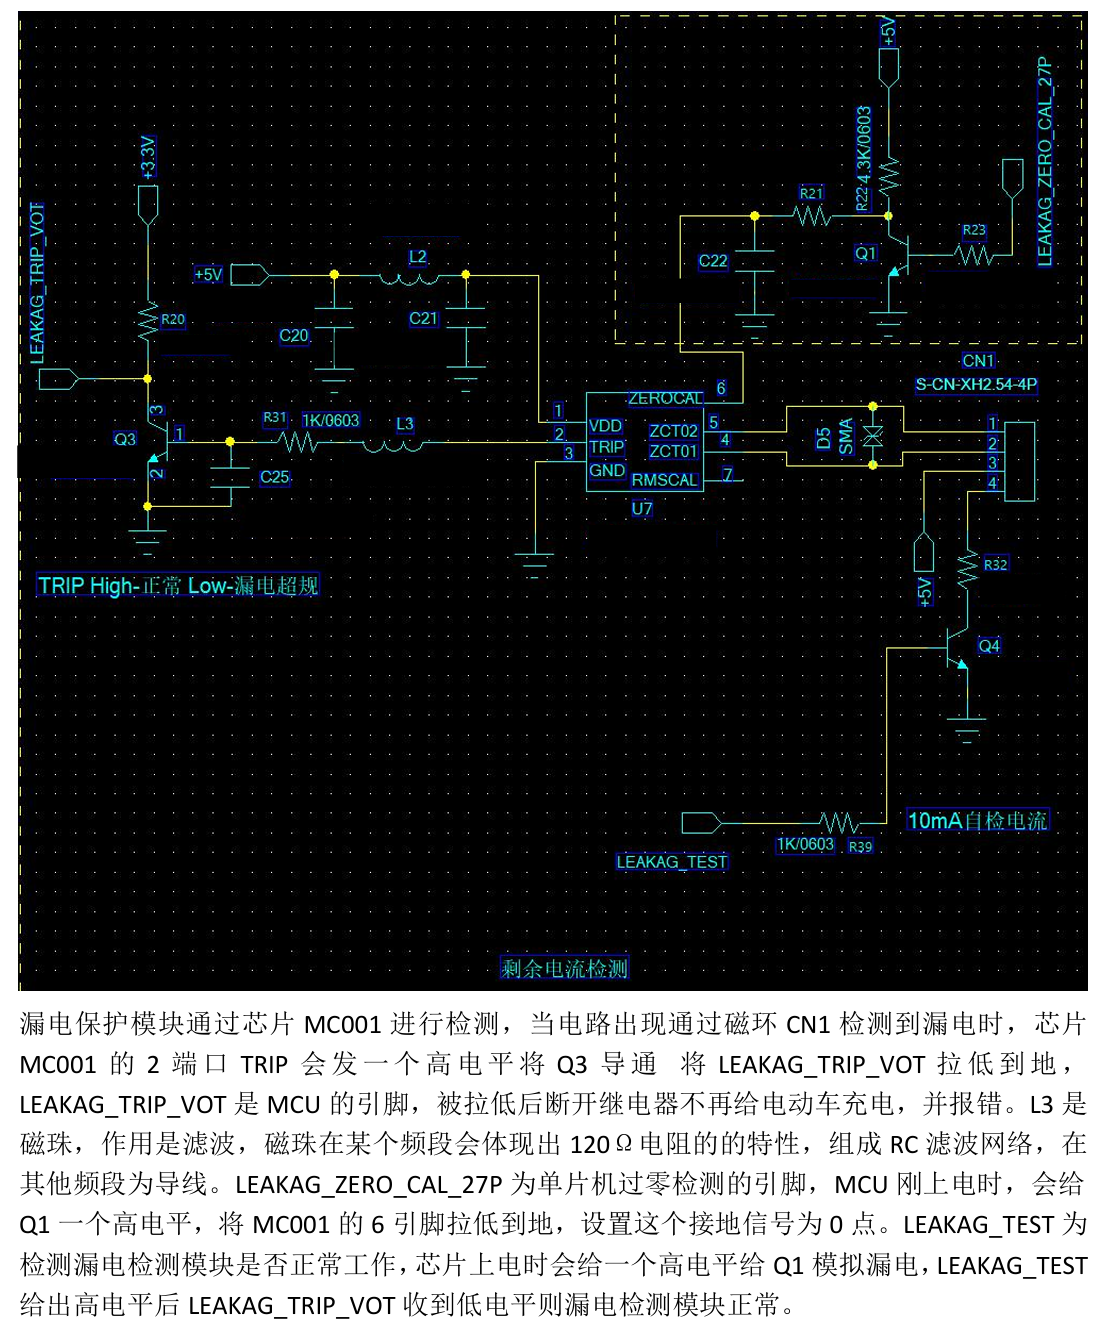 +5V
LEAKAG_ZERO_CAL_27P
R22
4.3K/0603
R21
R23
Q1
C22
+3.3V
LEAKAG_TRIP_VOT
R20
+5V
L2
C20
C21
CN1
S-CN-XH2.54-4P
Q3
3
1
2
R31
1K/0603
L3
C25
1
2
3
VDD
TRIP
GND
ZEROCAL
ZCT02
ZCT01
RMSCAL
6
5
4
7
U7
D5
SMA
1
2
3
4
+5V
R32
Q4
TRIP High-正常 Low-漏电超规
LEAKAG_TEST
1K/0603
R39
10mA自检电流
剩余电流检测
漏电保护模块通过芯片 MC001 进行检测，当电路出现通过磁环 CN1 检测到漏电时，芯片
MC001 的 2 端口 TRIP 会发一个高电平将 Q3 导通 将 LEAKAG_TRIP_VOT 拉低到地，
LEAKAG_TRIP_VOT 是 MCU 的引脚，被拉低后断开继电器不再给电动车充电，并报错。L3 是
磁珠，作用是滤波，磁珠在某个频段会体现出 120Ω电阻的的特性，组成 RC 滤波网络，在
其他频段为导线。LEAKAG_ZERO_CAL_27P 为单片机过零检测的引脚，MCU 刚上电时，会给
Q1 一个高电平，将 MC001 的 6 引脚拉低到地，设置这个接地信号为 0 点。LEAKAG_TEST 为
检测漏电检测模块是否正常工作，芯片上电时会给一个高电平给 Q1 模拟漏电，LEAKAG_TEST
给出高电平后 LEAKAG_TRIP_VOT 收到低电平则漏电检测模块正常。